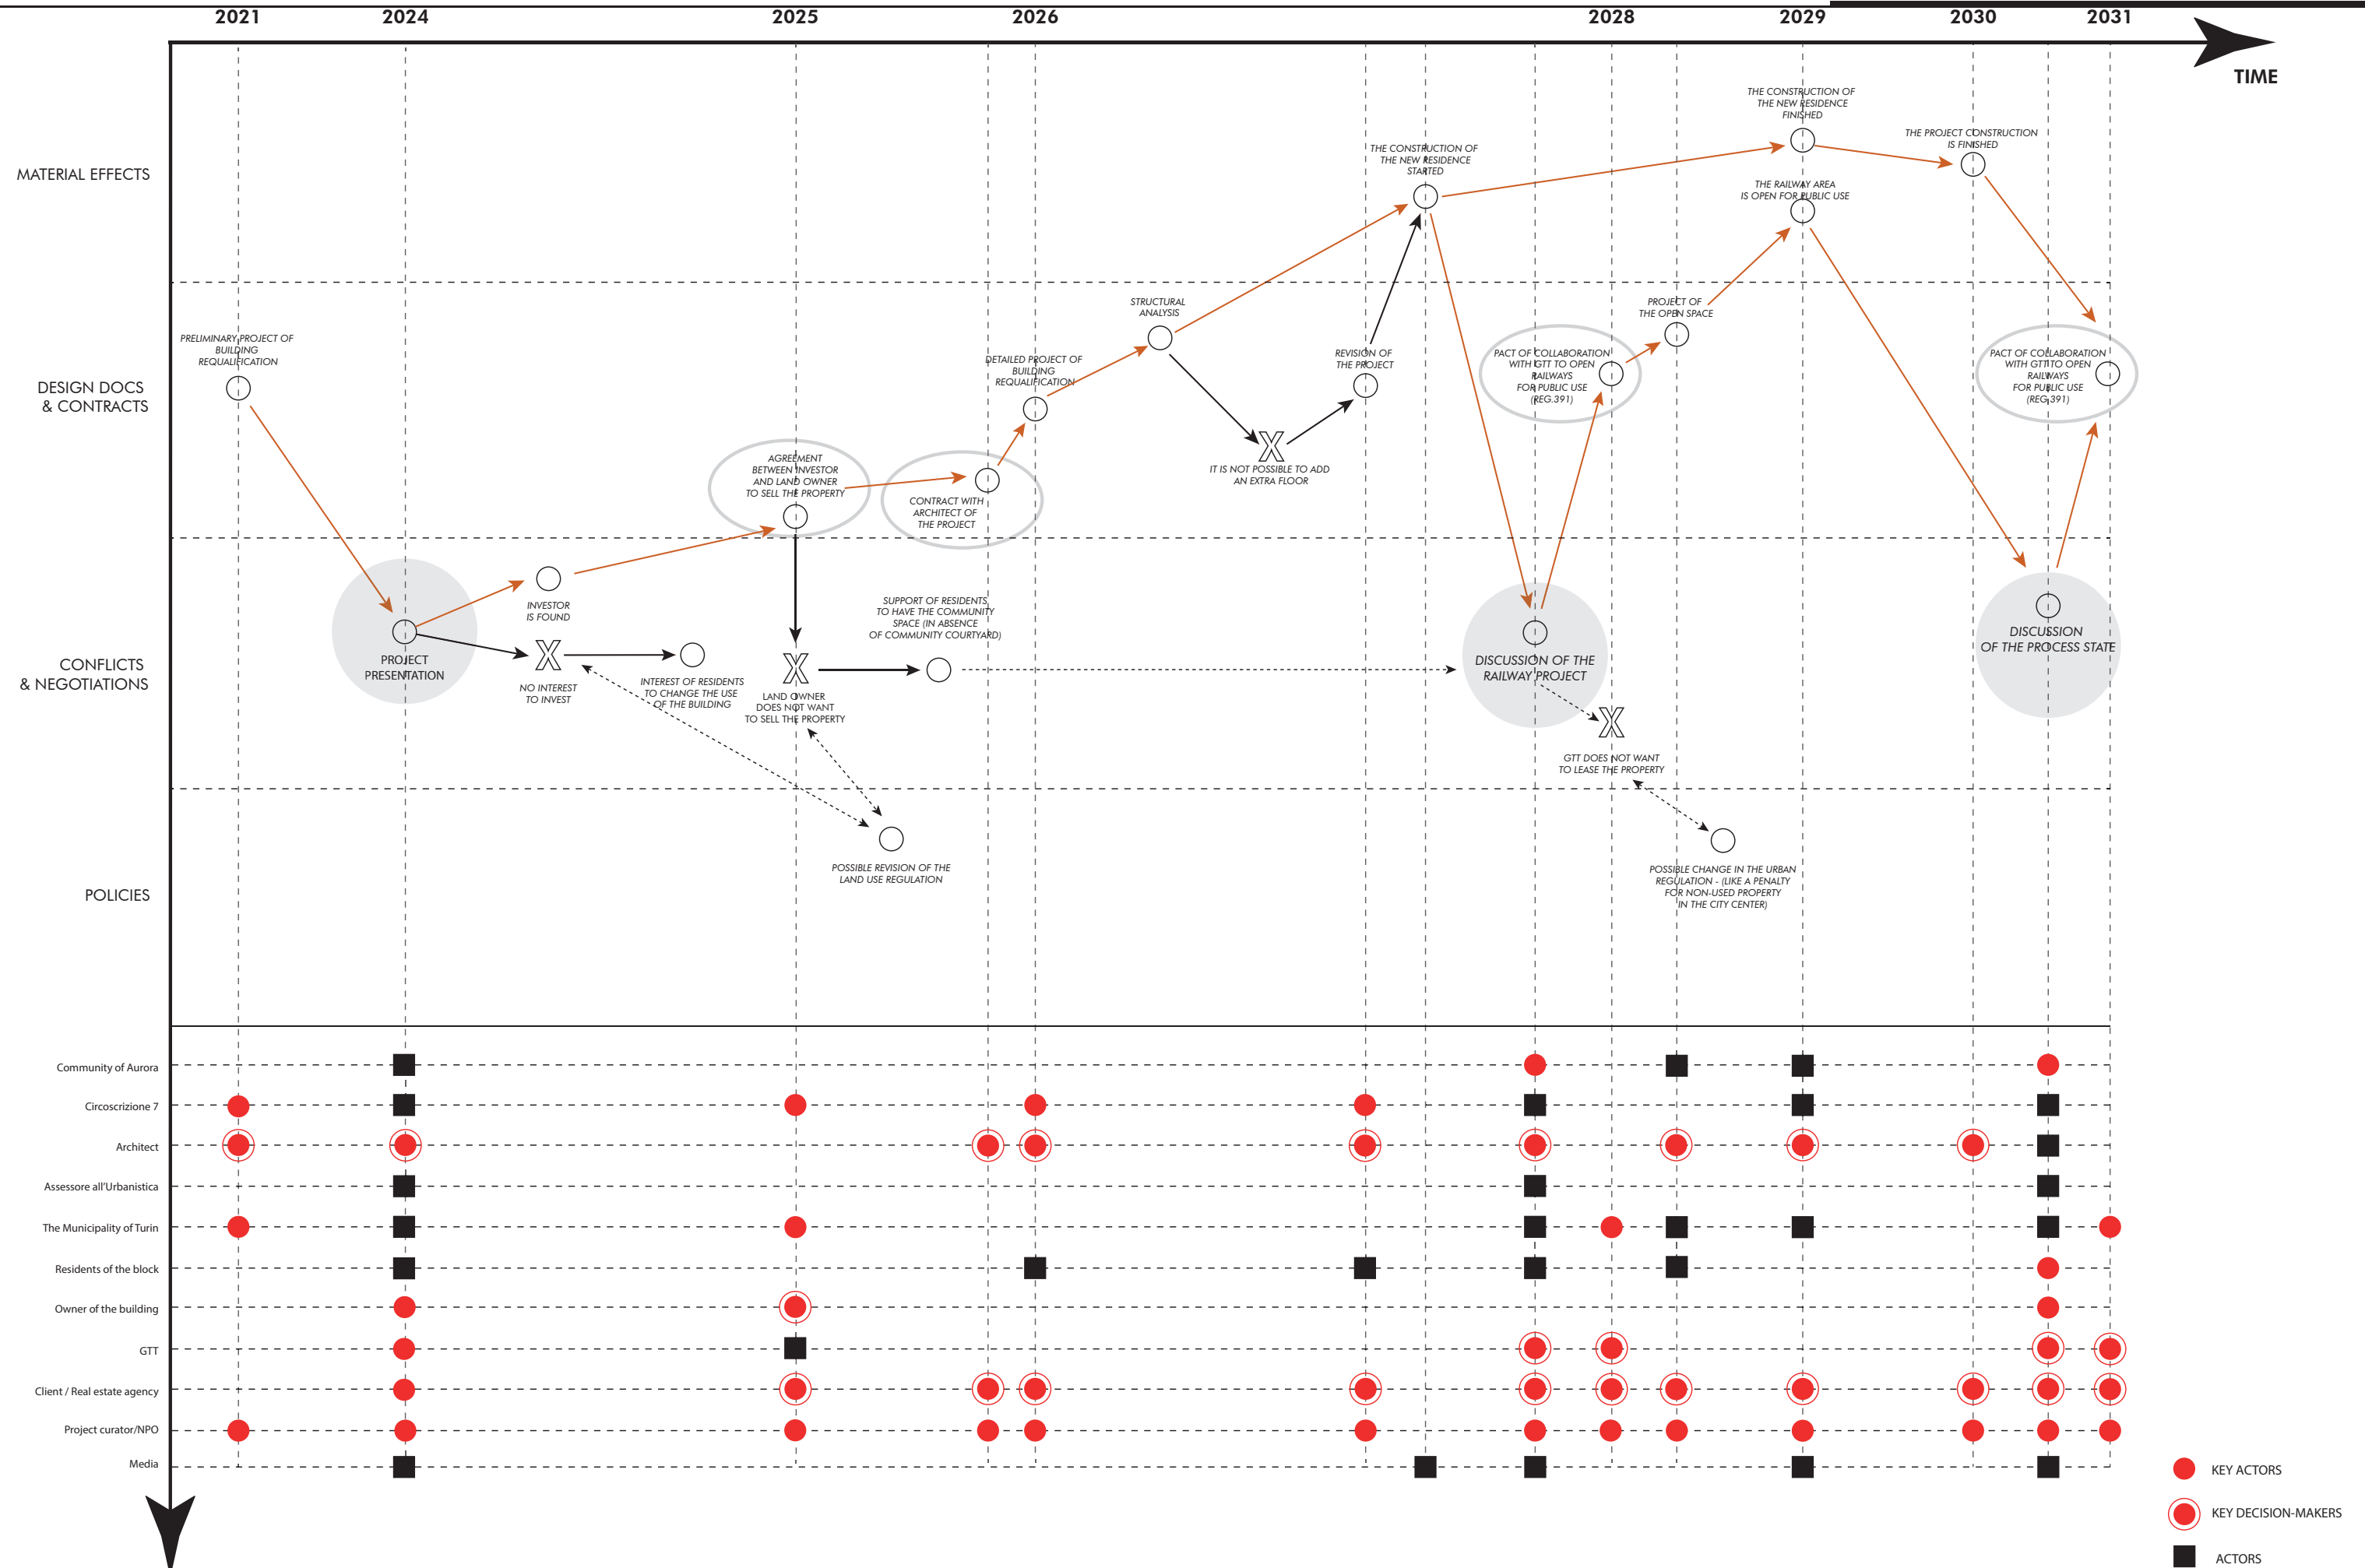 2021
2024
2025
2026
2028
2029
2030
2031
TIME
MATERIAL EFFECTS
THE CONSTRUCTION OF
THE NEW RESIDENCE
STARTED
THE CONSTRUCTION OF
THE NEW RESIDENCE
FINISHED
THE RAILWAY AREA
IS OPEN FOR PUBLIC USE
THE PROJECT CONSTRUCTION
IS FINISHED
DESIGN DOCS
& CONTRACTS
PRELIMINARY PROJECT OF
BUILDING
REQUALIFICATION
AGREEMENT
BETWEEN INVESTOR
AND LAND OWNER
TO SELL THE PROPERTY
CONTRACT WITH
ARCHITECT OF
THE PROJECT
DETAILED PROJECT OF
BUILDING
REQUALIFICATION
STRUCTURAL
ANALYSIS
X
IT IS NOT POSSIBLE TO ADD
AN EXTRA FLOOR
REVISION OF
THE PROJECT
PACT OF COLLABORATION
WITH GTT TO OPEN
RAILWAYS
FOR PUBLIC USE
(REG.391)
PROJECT OF
THE OPEN SPACE
PACT OF COLLABORATION
WITH GTT TO OPEN
RAILWAYS
FOR PUBLIC USE
(REG.391)
CONFLICTS
& NEGOTIATIONS
PROJECT
PRESENTATION
INVESTOR
IS FOUND
X
NO INTEREST
TO INVEST
INTEREST OF RESIDENTS
TO CHANGE THE USE
OF THE BUILDING
X
LAND OWNER
DOES NOT WANT
TO SELL THE PROPERTY
SUPPORT OF RESIDENTS
TO HAVE THE COMMUNITY
SPACE (IN ABSENCE
OF COMMUNITY COURTYARD)
DISCUSSION OF THE
RAILWAY PROJECT
X
GTT DOES NOT WANT
TO LEASE THE PROPERTY
DISCUSSION
OF THE PROCESS STATE
POLICIES
POSSIBLE REVISION OF THE
LAND USE REGULATION
POSSIBLE CHANGE IN THE URBAN
REGULATION - (LIKE A PENALTY
FOR NON-USED PROPERTY
IN THE CITY CENTER)
Community of Aurora
Circoscrizione 7
Architect
Assessore all'Urbanistica
The Municipality of Turin
Residents of the block
Owner of the building
GTT
Client / Real estate agency
Project curator/NPO
Media
KEY ACTORS
KEY DECISION-MAKERS
ACTORS